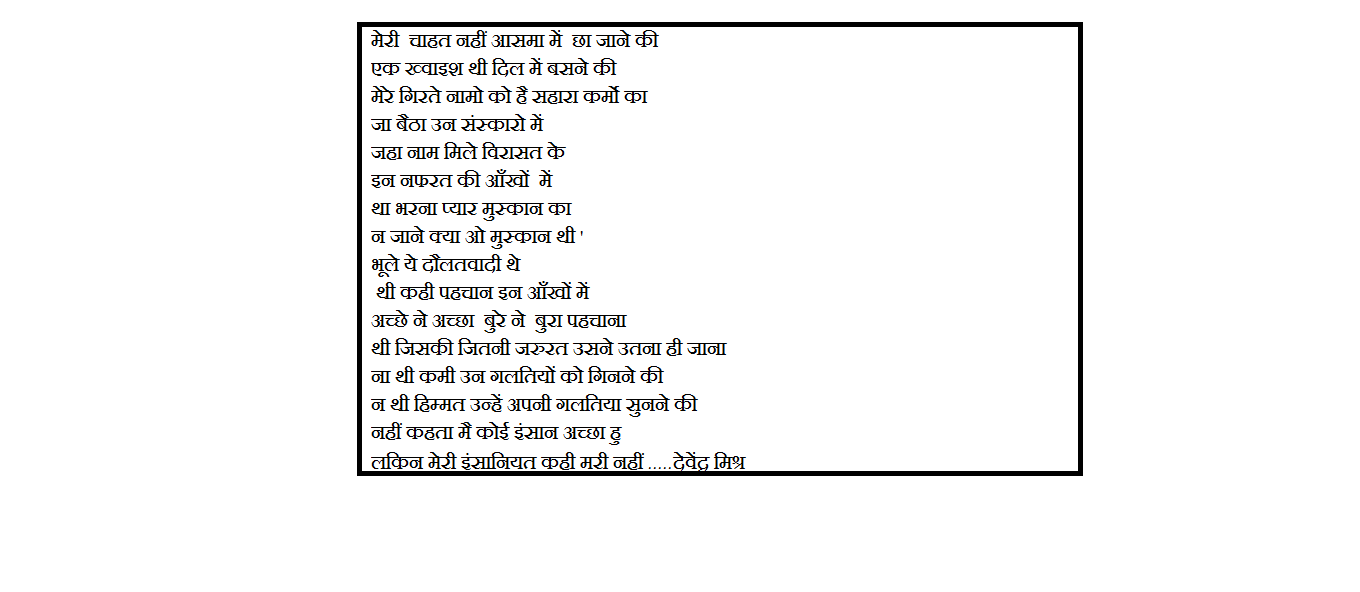 मेरी  चाहत नहीं आसमा में  छा जाने की
एक ख्वाइश थी दिल में बसने की
मेरे गिरते नामो को है सहारा कर्मो का
जा बैठा उन संस्कारो में
जहा नाम मिले विरासत के
इन नफरत की आँखों  में
था भरना प्यार मुस्कान का
न जाने क्या ओ मुस्कान थी '
भूले ये दौलतवादी थे
थी कही पहचान इन आँखों में
अच्छे ने अच्छा  बुरे ने  बुरा पहचाना
थी जिसकी जितनी जरुरत उसने उतना ही जाना
ना थी कमी उन गलतियों को गिनने की
न थी हिम्मत उन्हें अपनी गलतिया सुनने की
नहीं कहता मै कोई इंसान अच्छा हु
लकिन मेरी इंसानियत कही मरी नहीं .....देवेंद्र मिश्र